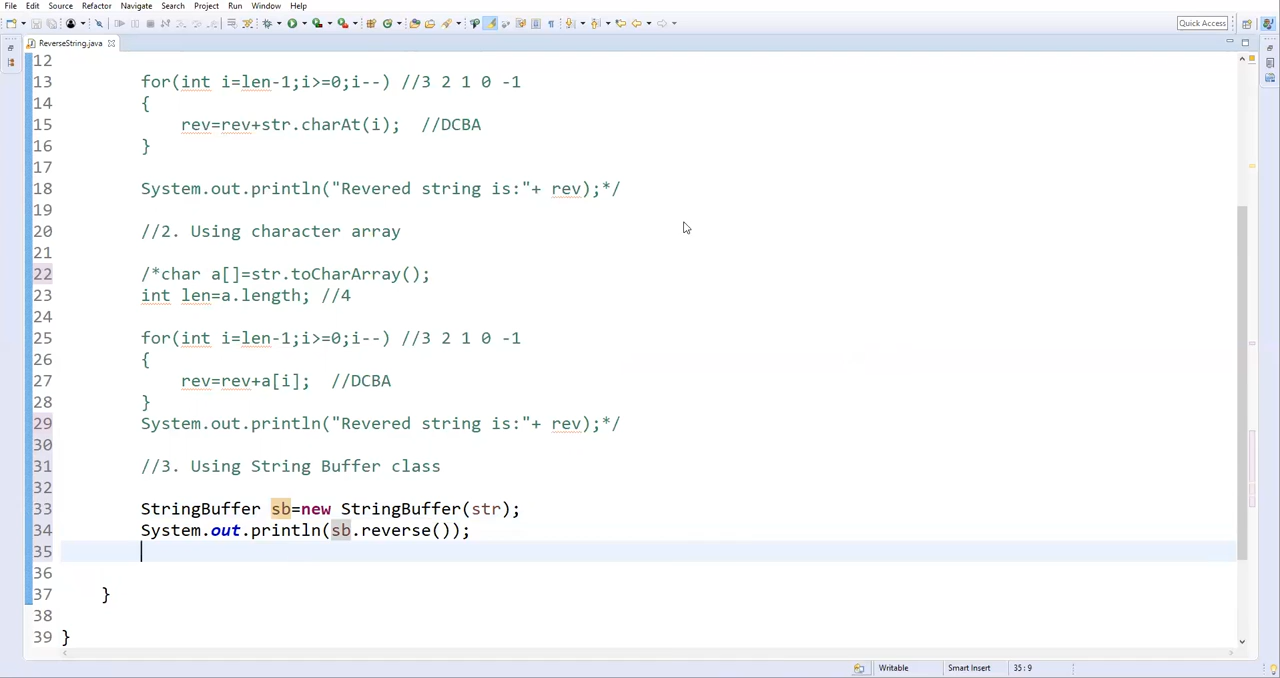 File Edit Source Refactor Navigate Search Project Run Window Help
Quick Access
ReverseString.java
12
13 for(int i=len-1;i>=0;i--) //3 2 1 0 -1
14 {
15 rev=rev+str.charAt(i); //DCBA
16 }
17
18 System.out.println("Revered string is:"+ rev);*/
19
20 //2. Using character array
21
22 /*char a[]=str.toCharArray();
23 int len=a.length; //4
24
25 for(int i=len-1;i>=0;i--) //3 2 1 0 -1
26 {
27 rev=rev+a[i]; //DCBA
28 }
29 System.out.println("Revered string is:"+ rev);*/
30
31 //3. Using String Buffer class
32
33 StringBuffer sb=new StringBuffer(str);
34 System.out.println(sb.reverse());
35
36
37 }
38
39 }
Writable Smart Insert 35 : 9